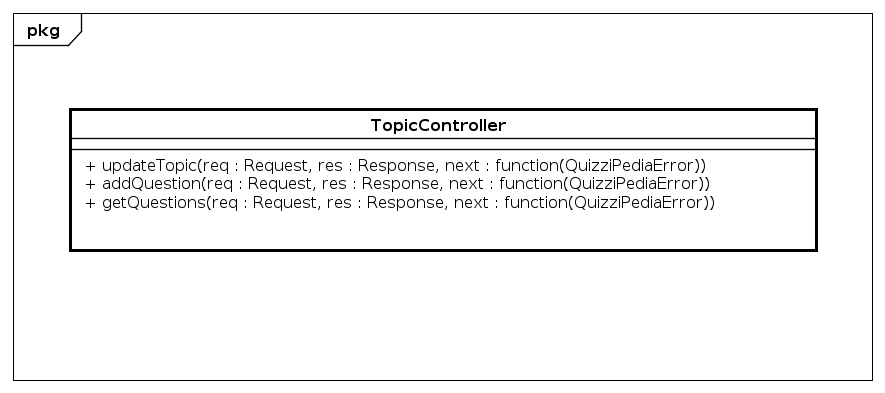 pkg
TopicController
+ updateTopic(req : Request, res : Response, next : function(QuizziPediaError))
+ addQuestion(req : Request, res : Response, next : function(QuizziPediaError))
+ getQuestions(req : Request, res : Response, next : function(QuizziPediaError))